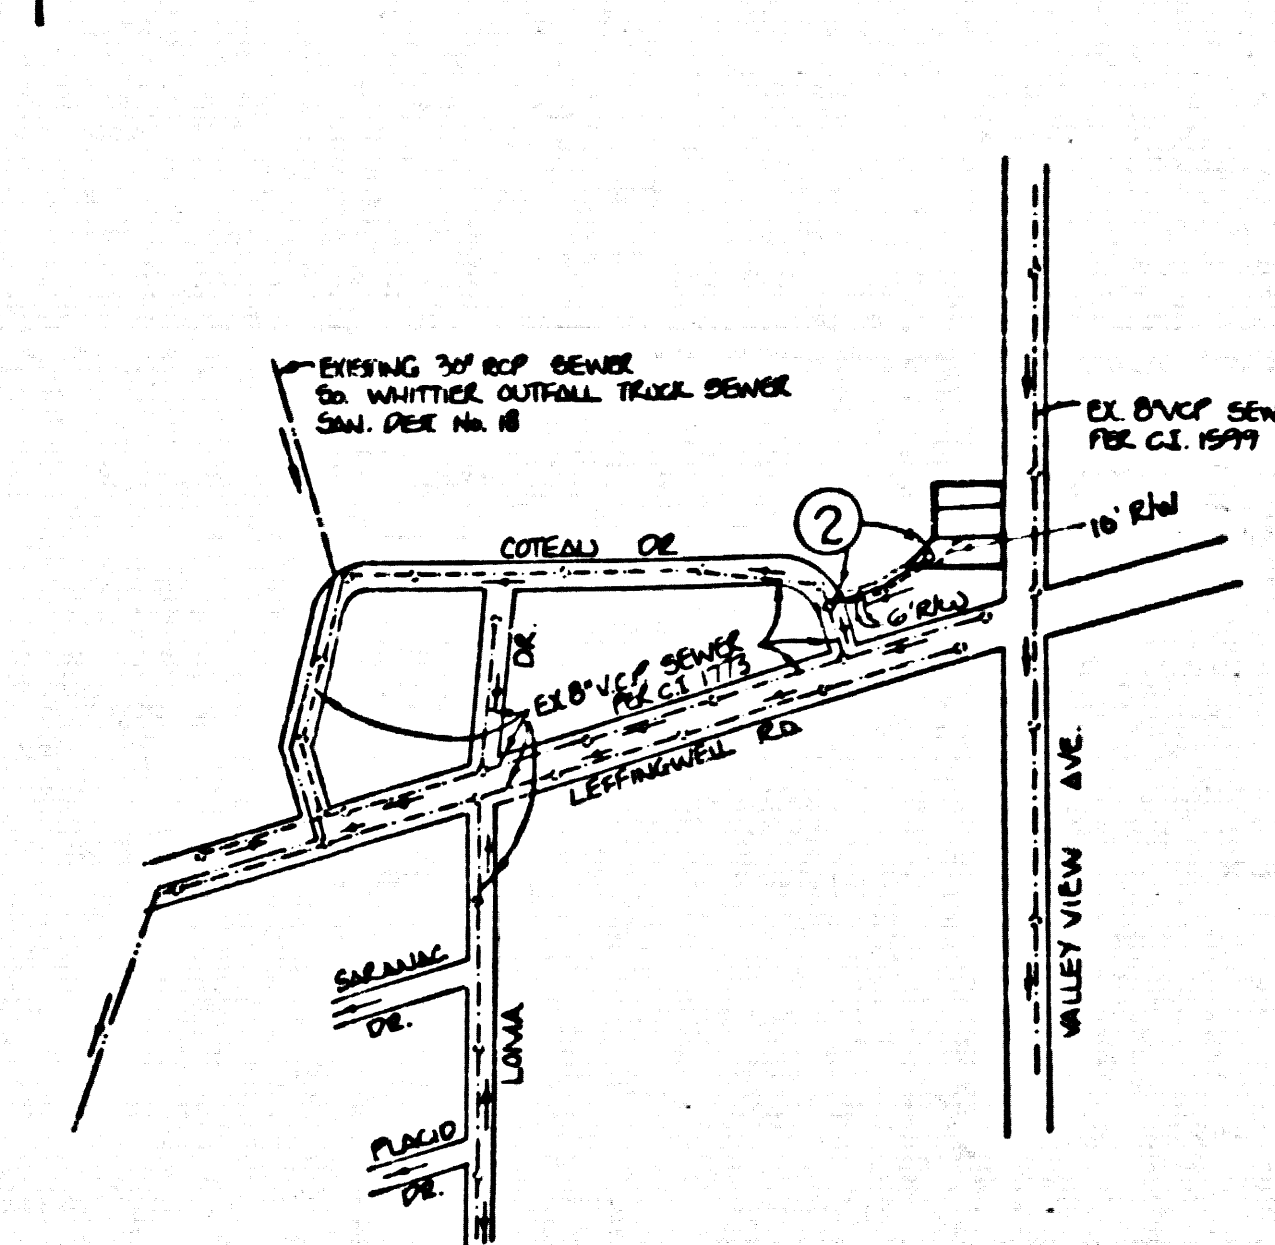 EXISTING 30" RCP SEWER
SO. WHITTIER OUTFALL TRUCK SEWER
SAN. DIST. No. 18
EX. 8" VCP SEW
PER C.I. 1599
10' R/W
2
COTEAU DR
6' R/W
DR.
EX 8" V.C.P. SEWER
PER C.I 1773
LEFFINGWELL RD.
VALLEY VIEW AVE.
SARANAC
DR.
LOMA
PLACID
DR.